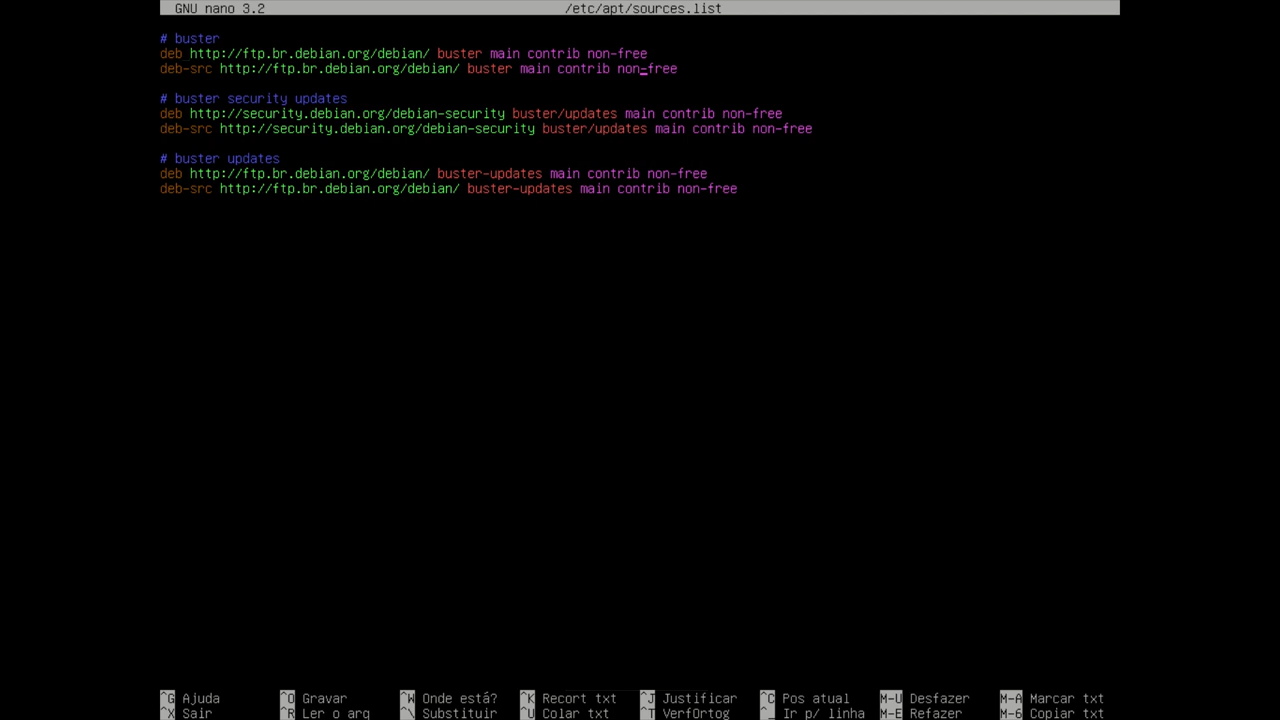 GNU nano 3.2 /etc/apt/sources.list
# buster
deb http://ftp.br.debian.org/debian/ buster main contrib non-free
deb-src http://ftp.br.debian.org/debian/ buster main contrib non-free
# buster security updates
deb http://security.debian.org/debian-security buster/updates main contrib non-free
deb-src http://security.debian.org/debian-security buster/updates main contrib non-free
# buster updates
deb http://ftp.br.debian.org/debian/ buster-updates main contrib non-free
deb-src http://ftp.br.debian.org/debian/ buster-updates main contrib non-free
^G Ajuda ^O Gravar ^W Onde está? ^K Recort txt ^J Justificar ^C Pos atual M-U Desfazer M-A Marcar txt
^X Sair ^R Ler o arq ^\ Substituir ^U Colar txt ^T VerfOrtog ^_ Ir p/ linha M-E Refazer M-6 Copiar txt